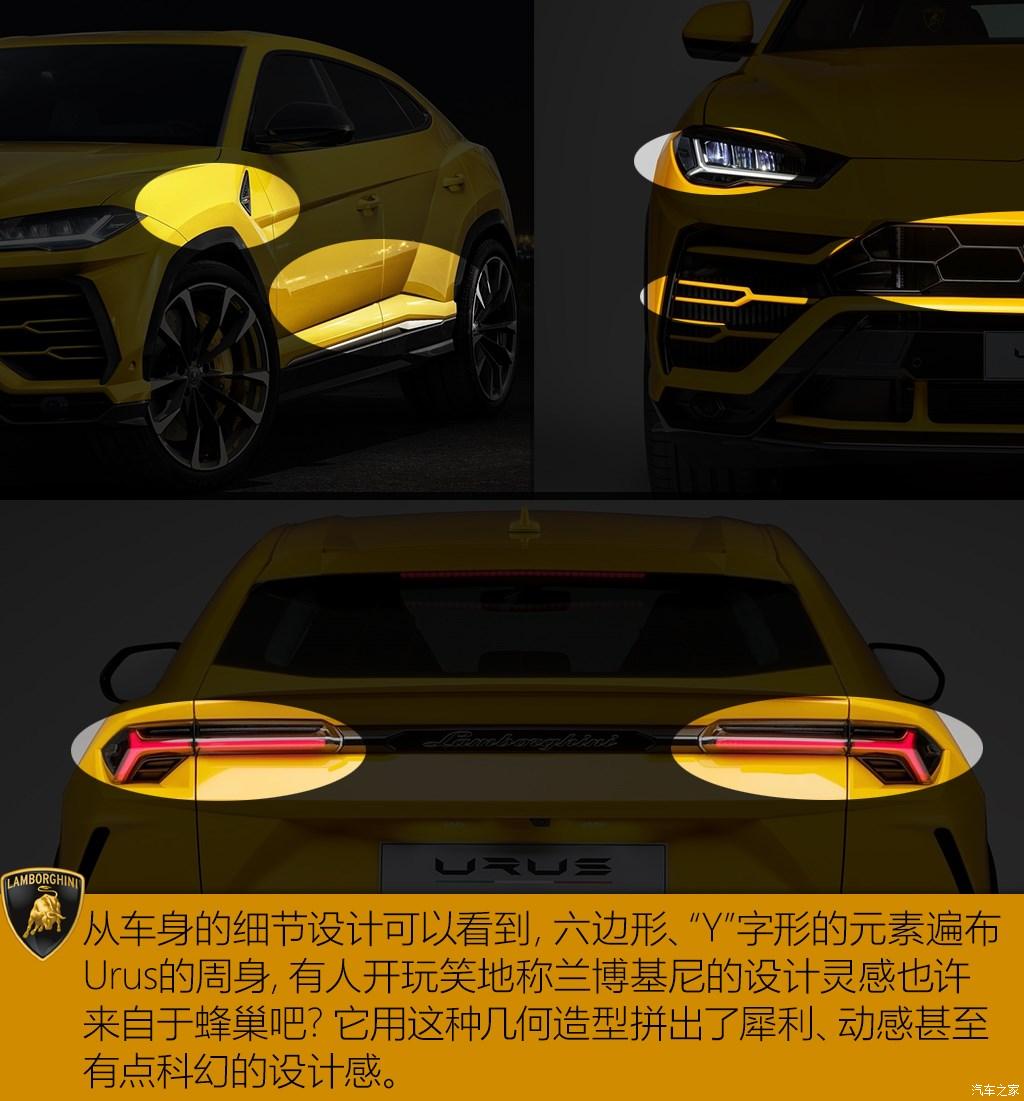 Lamborghini
URUS
LAMBORGHINI
从车身的细节设计可以看到, 六边形、“Y”字形的元素遍布
Urus的周身, 有人开玩笑地称兰博基尼的设计灵感也许
来自于蜂巢吧? 它用这种几何造型拼出了犀利、动感甚至
有点科幻的设计感。
汽车之家